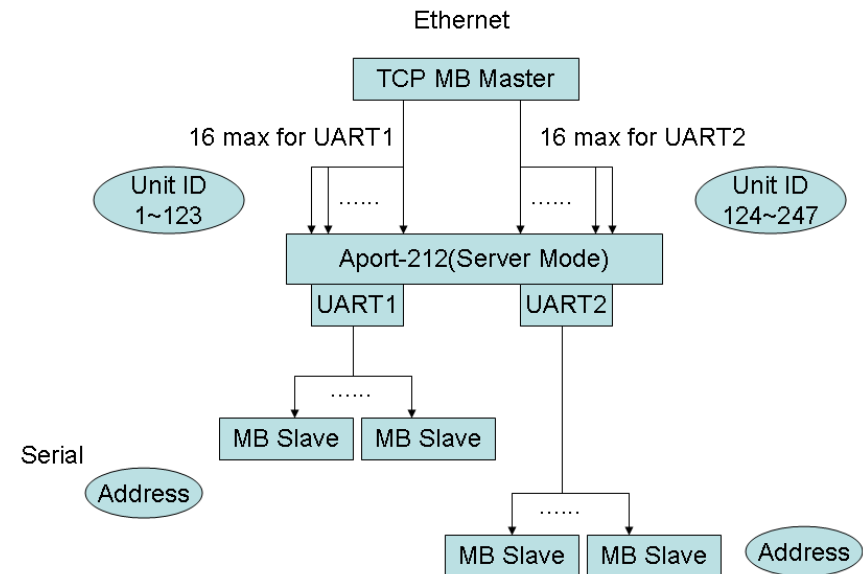 Ethernet
TCP MB Master
16 max for UART1
16 max for UART2
Unit ID
1~123
......
......
Unit ID
124~247
Aport-212(Server Mode)
UART1
UART2
......
MB Slave
MB Slave
Serial
Address
......
MB Slave
MB Slave
Address